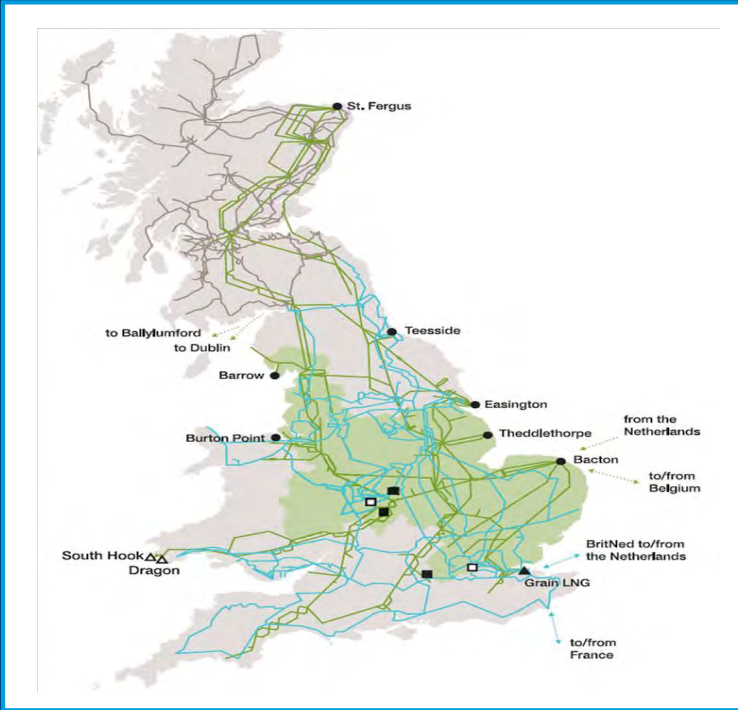 St. Fergus
to Ballylumford
to Dublin
Teesside
Barrow
Easington
Burton Point
Theddlethorpe
from the
Netherlands
Bacton
to/from
Belgium
South Hook
Dragon
BritNed to/from
the Netherlands
Grain LNG
to/from
France